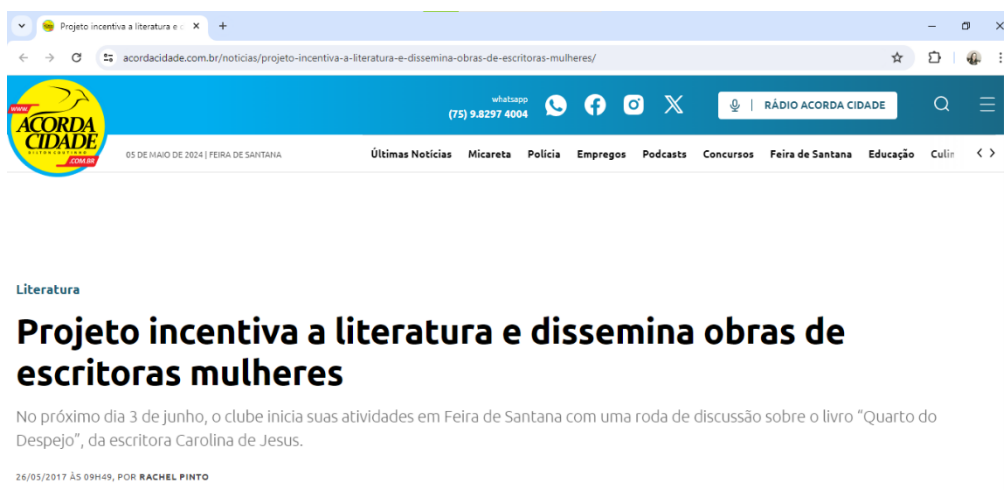 Projeto incentiva a literatura e d
acordacidade.com.br/noticias/projeto-incentiva-a-literatura-e-dissemina-obras-de-escritoras-mulheres/
WWW.
ACORDA
CIDADE
DILTONCOUTINHO
.COM.BR
whatsapp
(75) 9.8297 4004
RÁDIO ACORDA CIDADE
05 DE MAIO DE 2024 | FEIRA DE SANTANA
Últimas Notícias Micareta Polícia Empregos Podcasts Concursos Feira de Santana Educação Culin
Literatura
Projeto incentiva a literatura e dissemina obras de
escritoras mulheres
No próximo dia 3 de junho, o clube inicia suas atividades em Feira de Santana com uma roda de discussão sobre o livro “Quarto do
Despejo”, da escritora Carolina de Jesus.
26/05/2017 ÀS 09H49, POR RACHEL PINTO